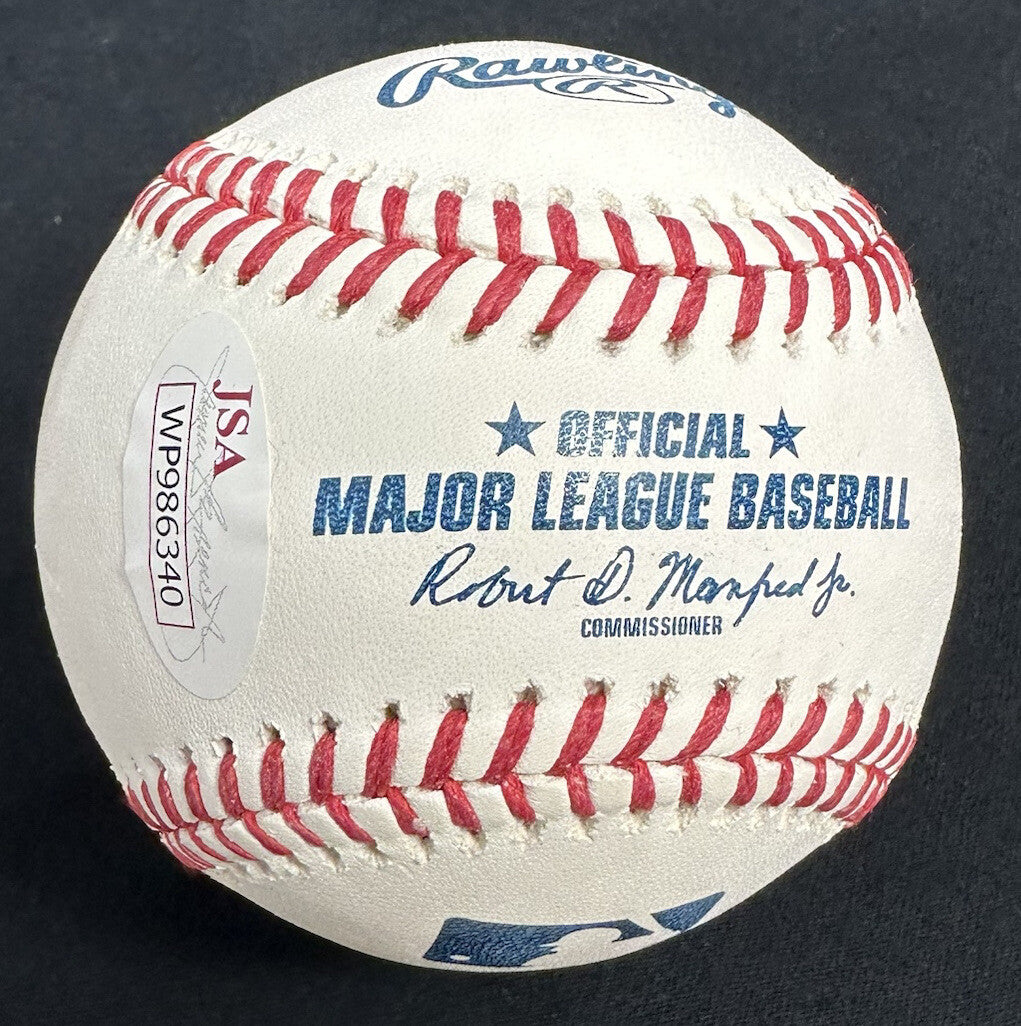 Rawlings
R
JSA
WP986340
★ OFFICIAL ★
MAJOR LEAGUE BASEBALL
Robert D. Manfred Jr.
COMMISSIONER